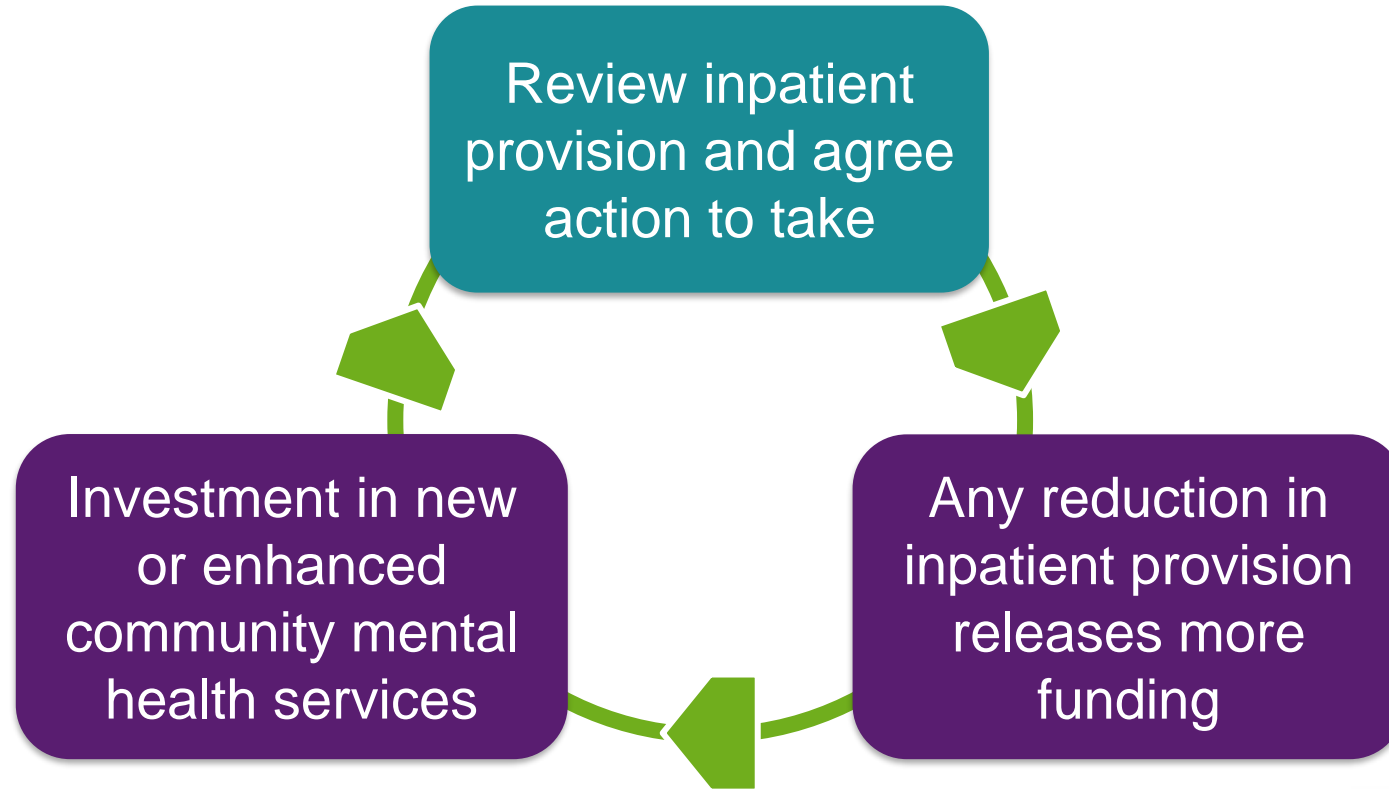 Review inpatient
provision and agree
action to take
Investment in new
or enhanced
community mental
health services
Any reduction in
inpatient provision
releases more
funding